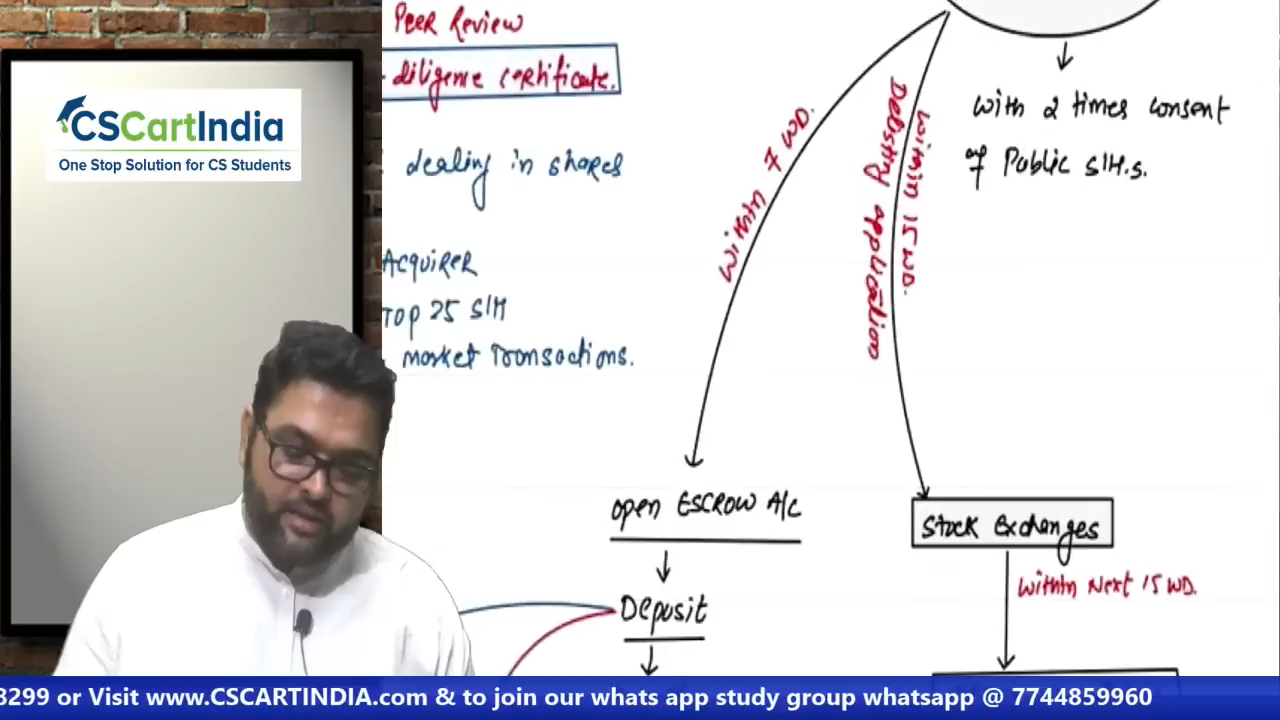 Peer Review
diligence certificate.
dealing in shares
Acquirer
Top 25 S/H
market Transactions.
CSCartIndia
One Stop Solution for CS Students
within 7 WD.
within 15 WD.
Delisting application
with 2 times consent
of Public S/H.s.
open ESCROW A/C
Deposit
Stock Exchanges
within Next 15 WD.
8299 or Visit www.CSCARTINDIA.com & to join our whats app study group whatsapp @ 7744859960